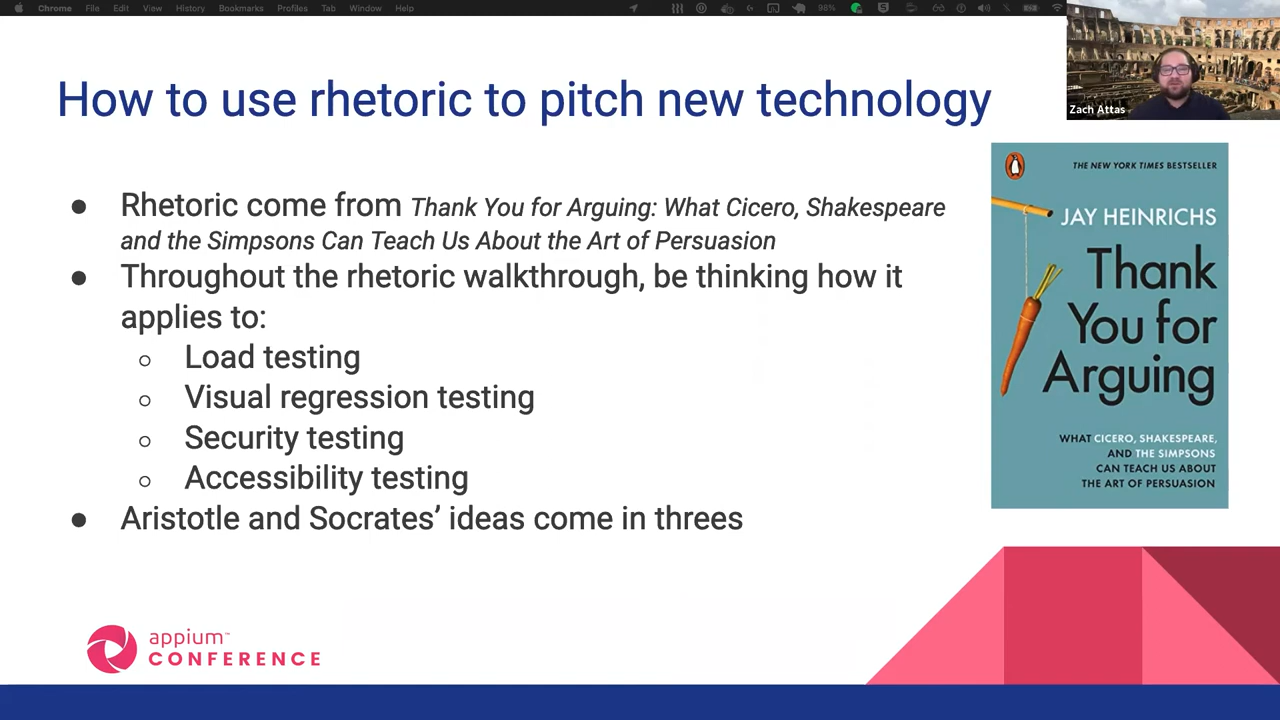 Chrome File Edit View History Bookmarks Profiles Tab Window Help 98%
How to use rhetoric to pitch new technology
Zach Attas
● Rhetoric come from Thank You for Arguing: What Cicero, Shakespeare
and the Simpsons Can Teach Us About the Art of Persuasion
● Throughout the rhetoric walkthrough, be thinking how it
applies to:
○ Load testing
○ Visual regression testing
○ Security testing
○ Accessibility testing
● Aristotle and Socrates’ ideas come in threes
THE NEW YORK TIMES BESTSELLER
JAY HEINRICHS
Thank
You for
Arguing
WHAT CICERO, SHAKESPEARE,
AND THE SIMPSONS
CAN TEACH US ABOUT
THE ART OF PERSUASION
appium™
CONFERENCE